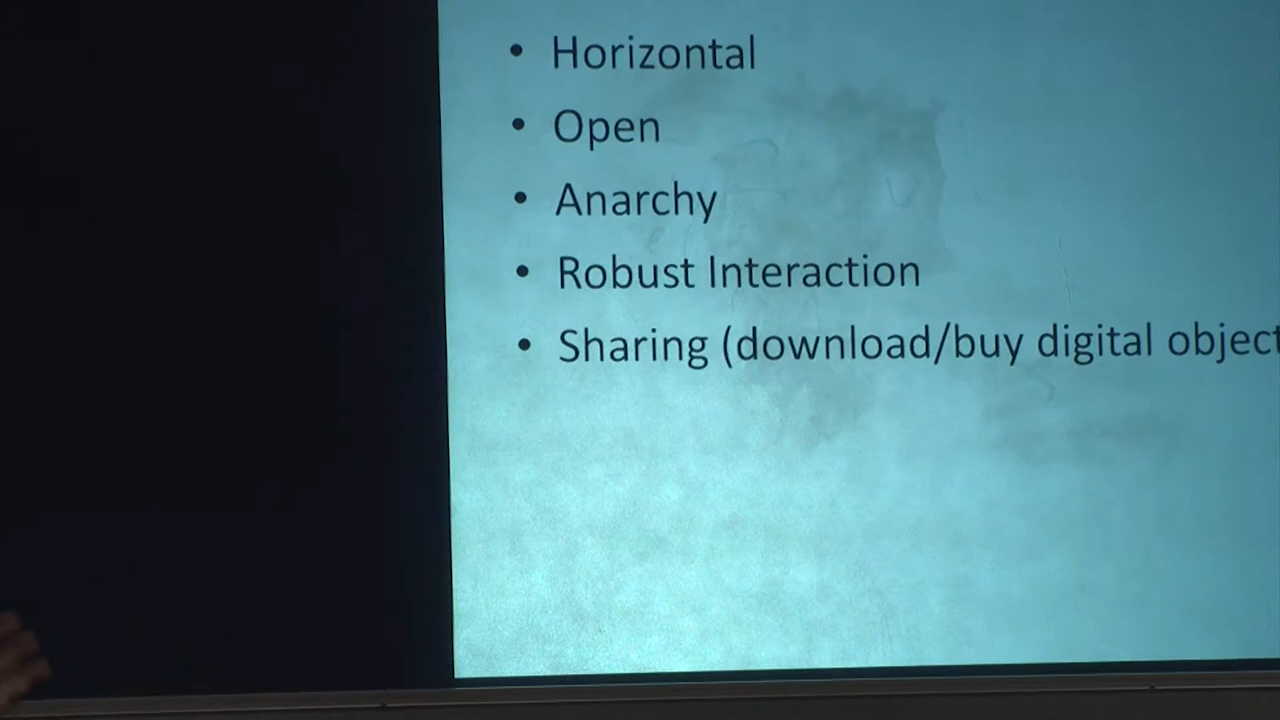 • Horizontal
• Open
• Anarchy
• Robust Interaction
• Sharing (download/buy digital object